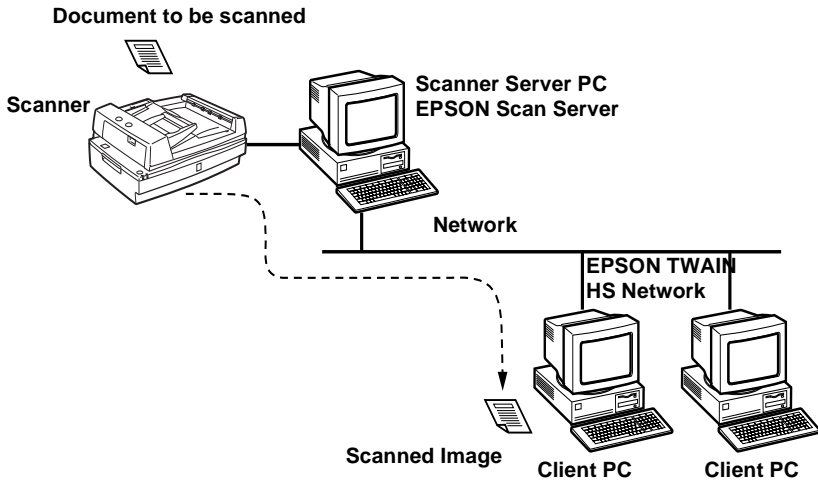 Document to be scanned
Scanner
Scanner Server PC
EPSON Scan Server
Network
EPSON TWAIN
HS Network
Scanned Image
Client PC
Client PC